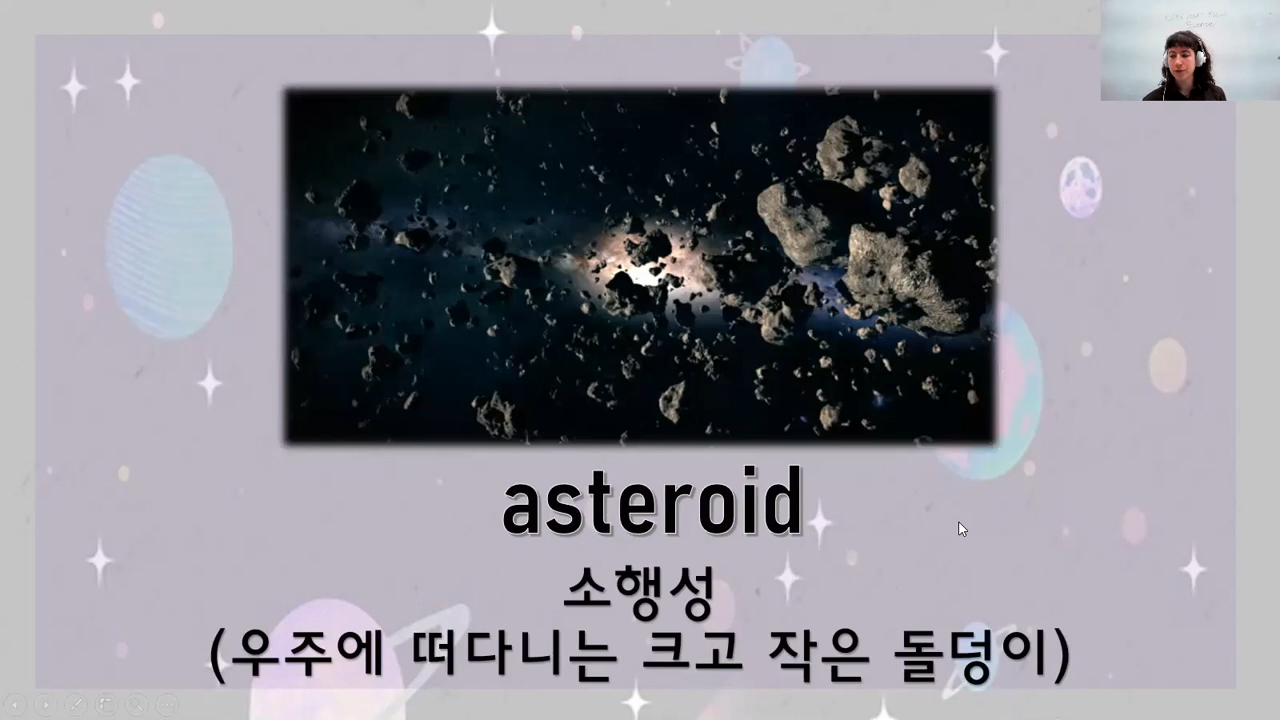 asteroid
소행성
(우주에 떠다니는 크고 작은 돌덩이)